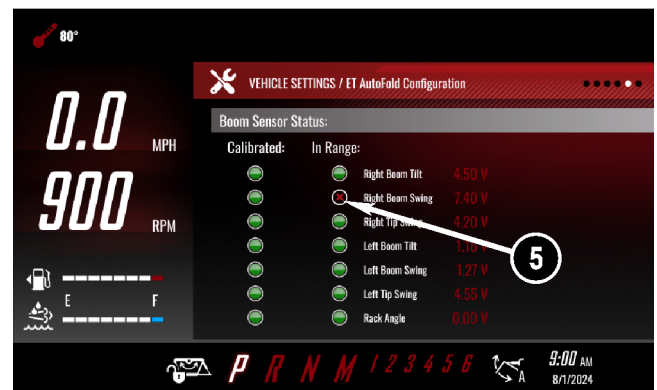 80°
VEHICLE SETTINGS / ET AutoFold Configuration
0.0 MPH
Boom Sensor Status:
Calibrated: In Range:
Right Boom Tilt 4.50 V
Right Boom Swing 7.40 V
900 RPM
Right Tip Swing 4.20 V
Left Boom Tilt
5
Left Boom Swing 1.27 V
Left Tip Swing 4.55 V
Rack Angle 0.00 V
E F
P R N M 1 2 3 4 5 6
A
9:00 AM
8/1/2024